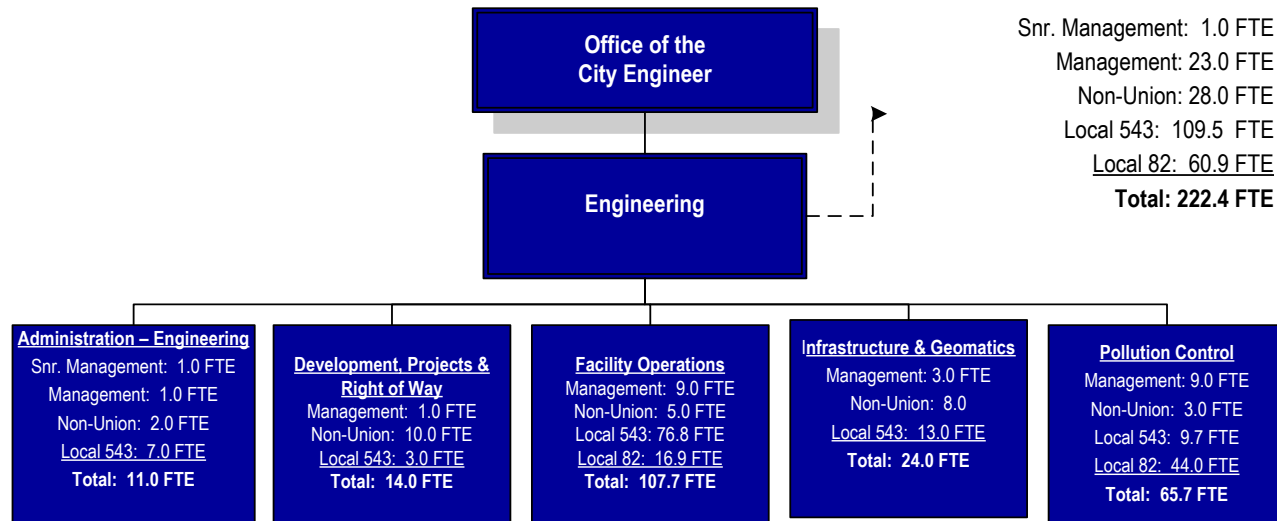 Office of the
City Engineer
Snr. Management: 1.0 FTE
Management: 23.0 FTE
Non-Union: 28.0 FTE
Local 543: 109.5 FTE
Local 82: 60.9 FTE
Total: 222.4 FTE
Engineering
Administration – Engineering
Snr. Management: 1.0 FTE
Management: 1.0 FTE
Non-Union: 2.0 FTE
Local 543: 7.0 FTE
Total: 11.0 FTE
Development, Projects &
Right of Way
Management: 1.0 FTE
Non-Union: 10.0 FTE
Local 543: 3.0 FTE
Total: 14.0 FTE
Facility Operations
Management: 9.0 FTE
Non-Union: 5.0 FTE
Local 543: 76.8 FTE
Local 82: 16.9 FTE
Total: 107.7 FTE
Infrastructure & Geomatics
Management: 3.0 FTE
Non-Union: 8.0
Local 543: 13.0 FTE
Total: 24.0 FTE
Pollution Control
Management: 9.0 FTE
Non-Union: 3.0 FTE
Local 543: 9.7 FTE
Local 82: 44.0 FTE
Total: 65.7 FTE